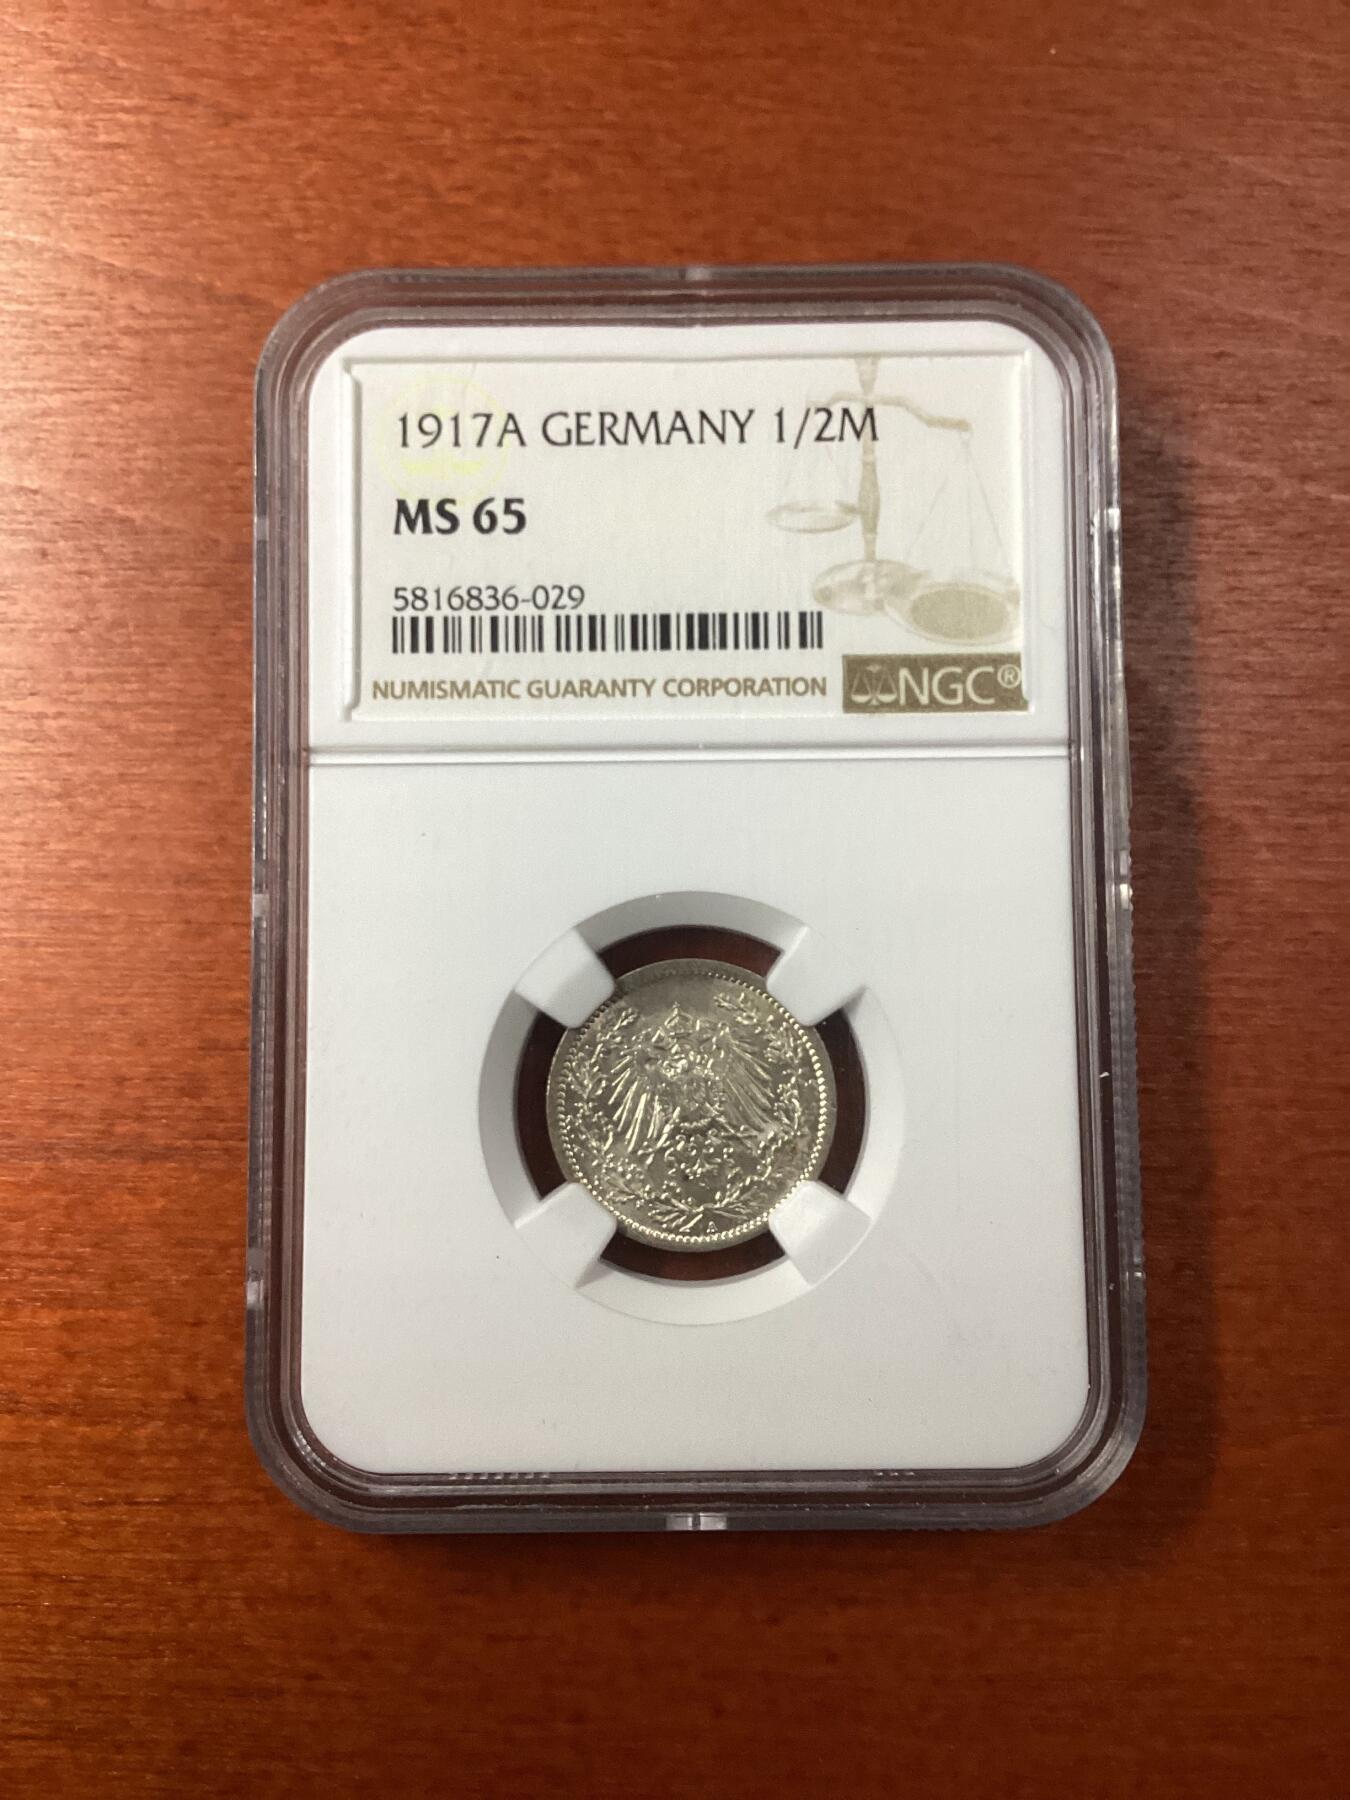 1917A GERMANY 1/2M
MS 65
5816836-029
NUMISMATIC GUARANTY CORPORATION NGC®
A